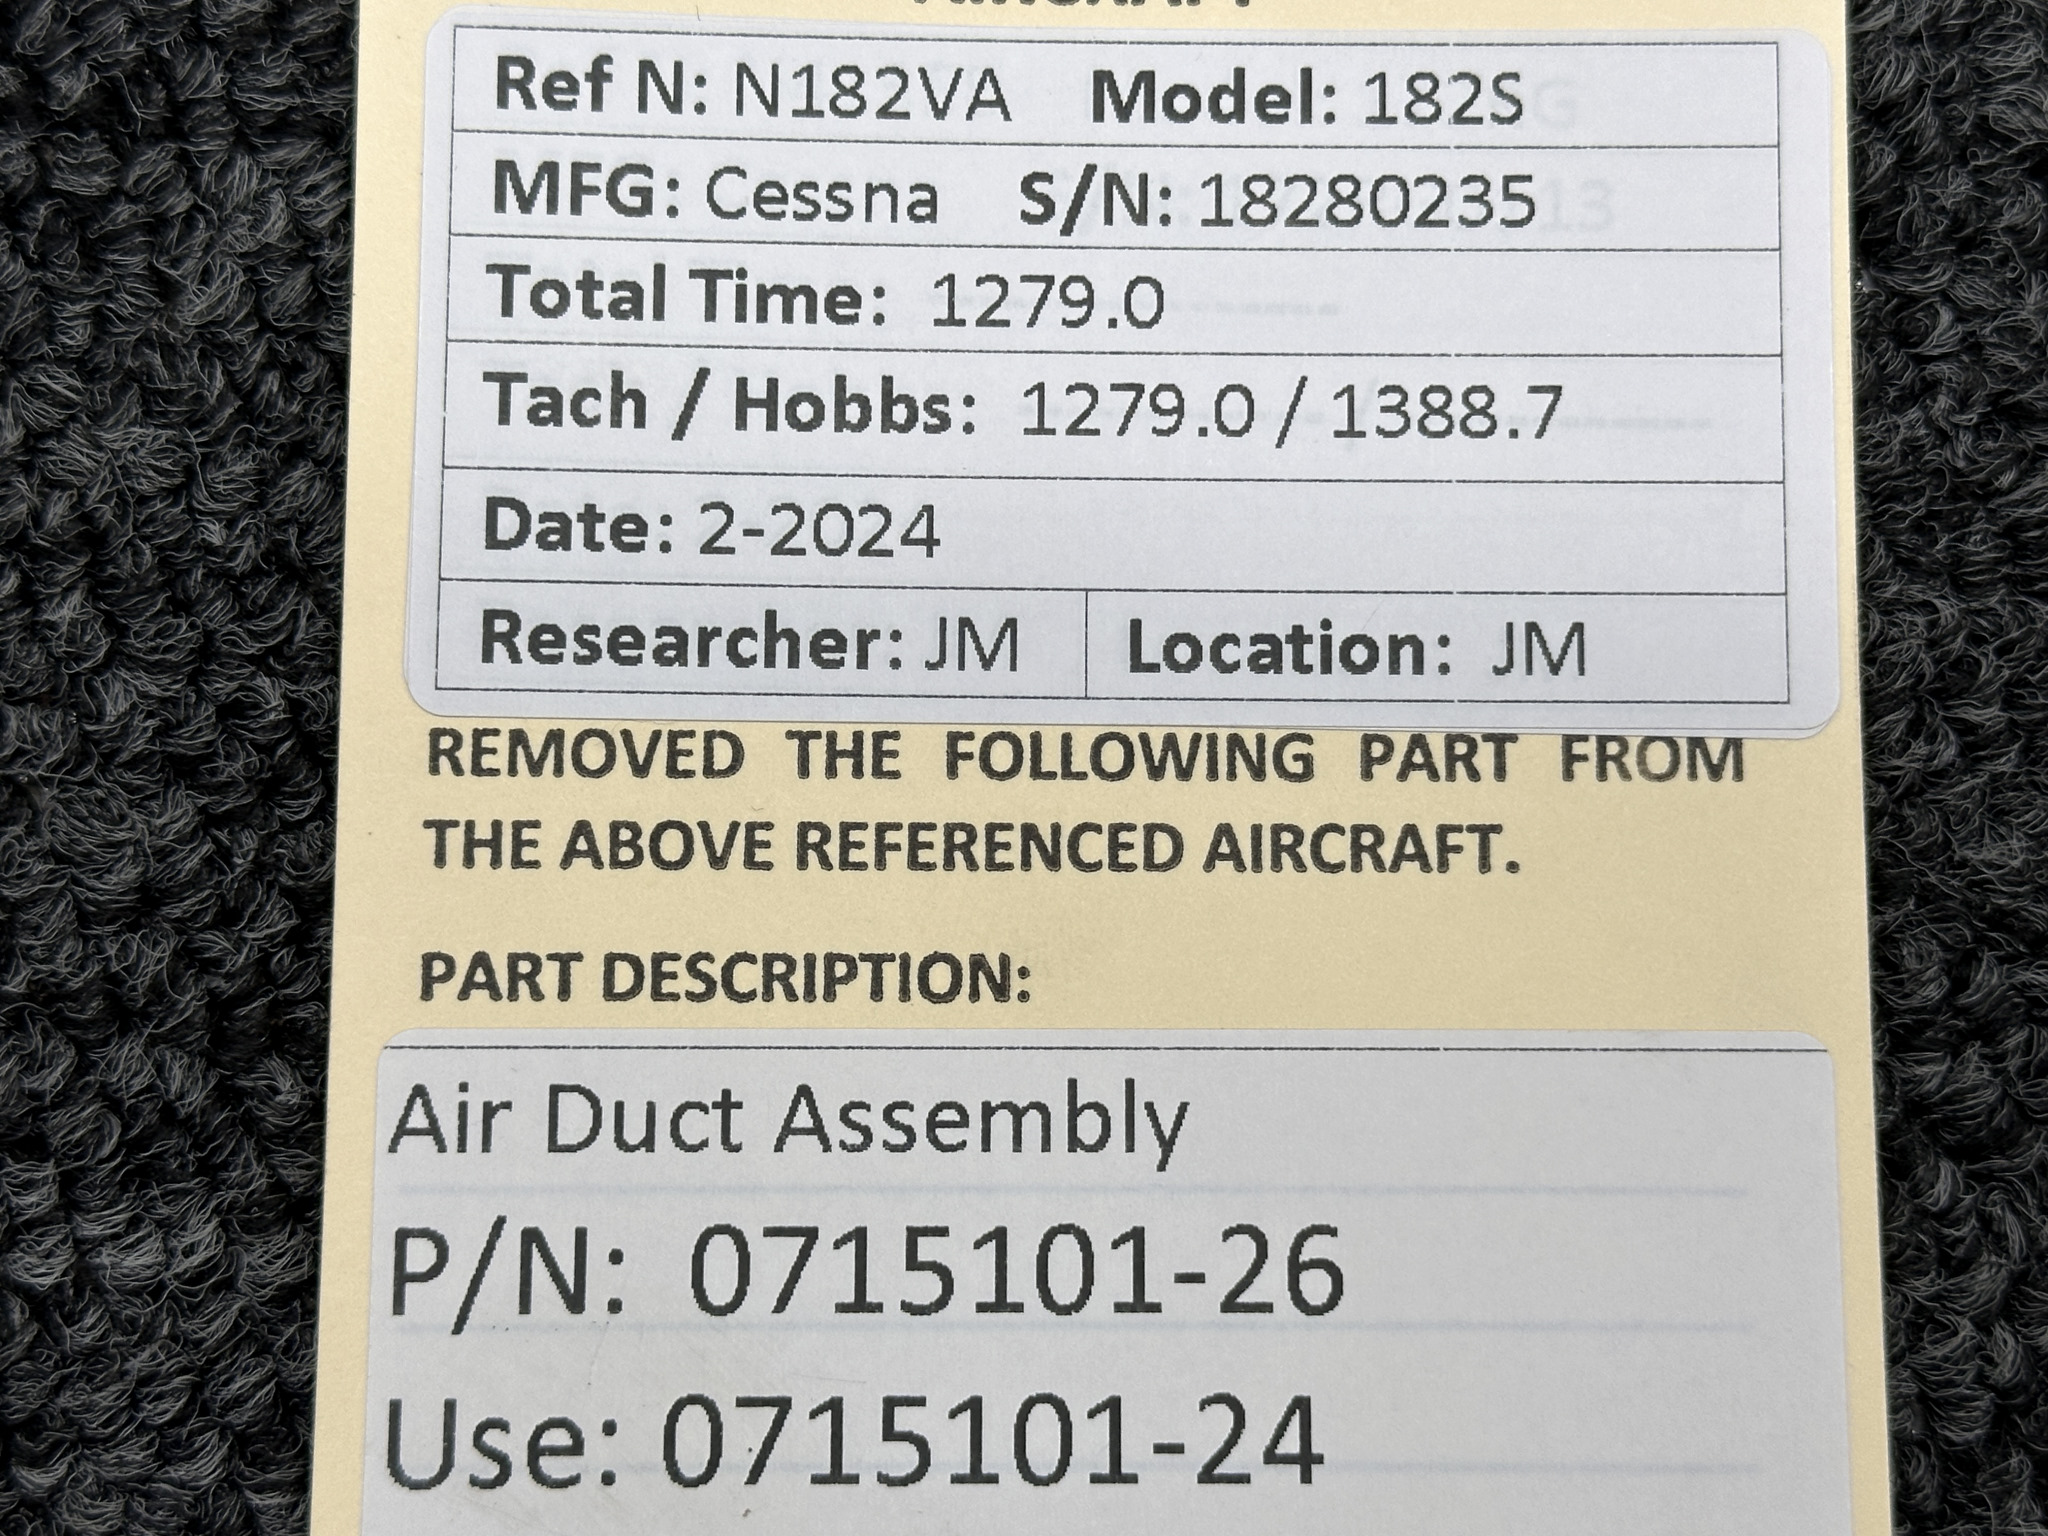 AIRCRAFT
Ref N: N182VA Model: 182S
MFG: Cessna S/N: 18280235
Total Time: 1279.0
Tach / Hobbs: 1279.0 / 1388.7
Date: 2-2024
Researcher: JM Location: JM
REMOVED THE FOLLOWING PART FROM
THE ABOVE REFERENCED AIRCRAFT.
PART DESCRIPTION:
Air Duct Assembly
P/N: 0715101-26
Use: 0715101-24